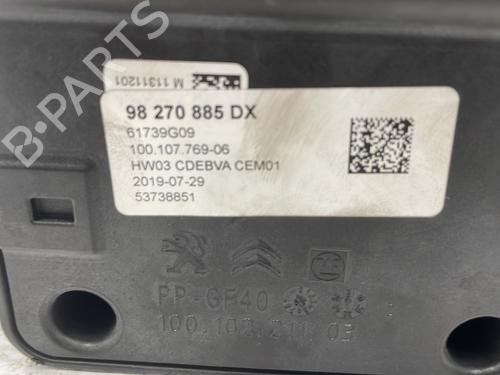 M 11311201
98 270 885 DX
61739G09
100.107.769-06
HW03 CDEBVA CEM01
2019-07-29
53738851
PP-GF40
B-PARTS